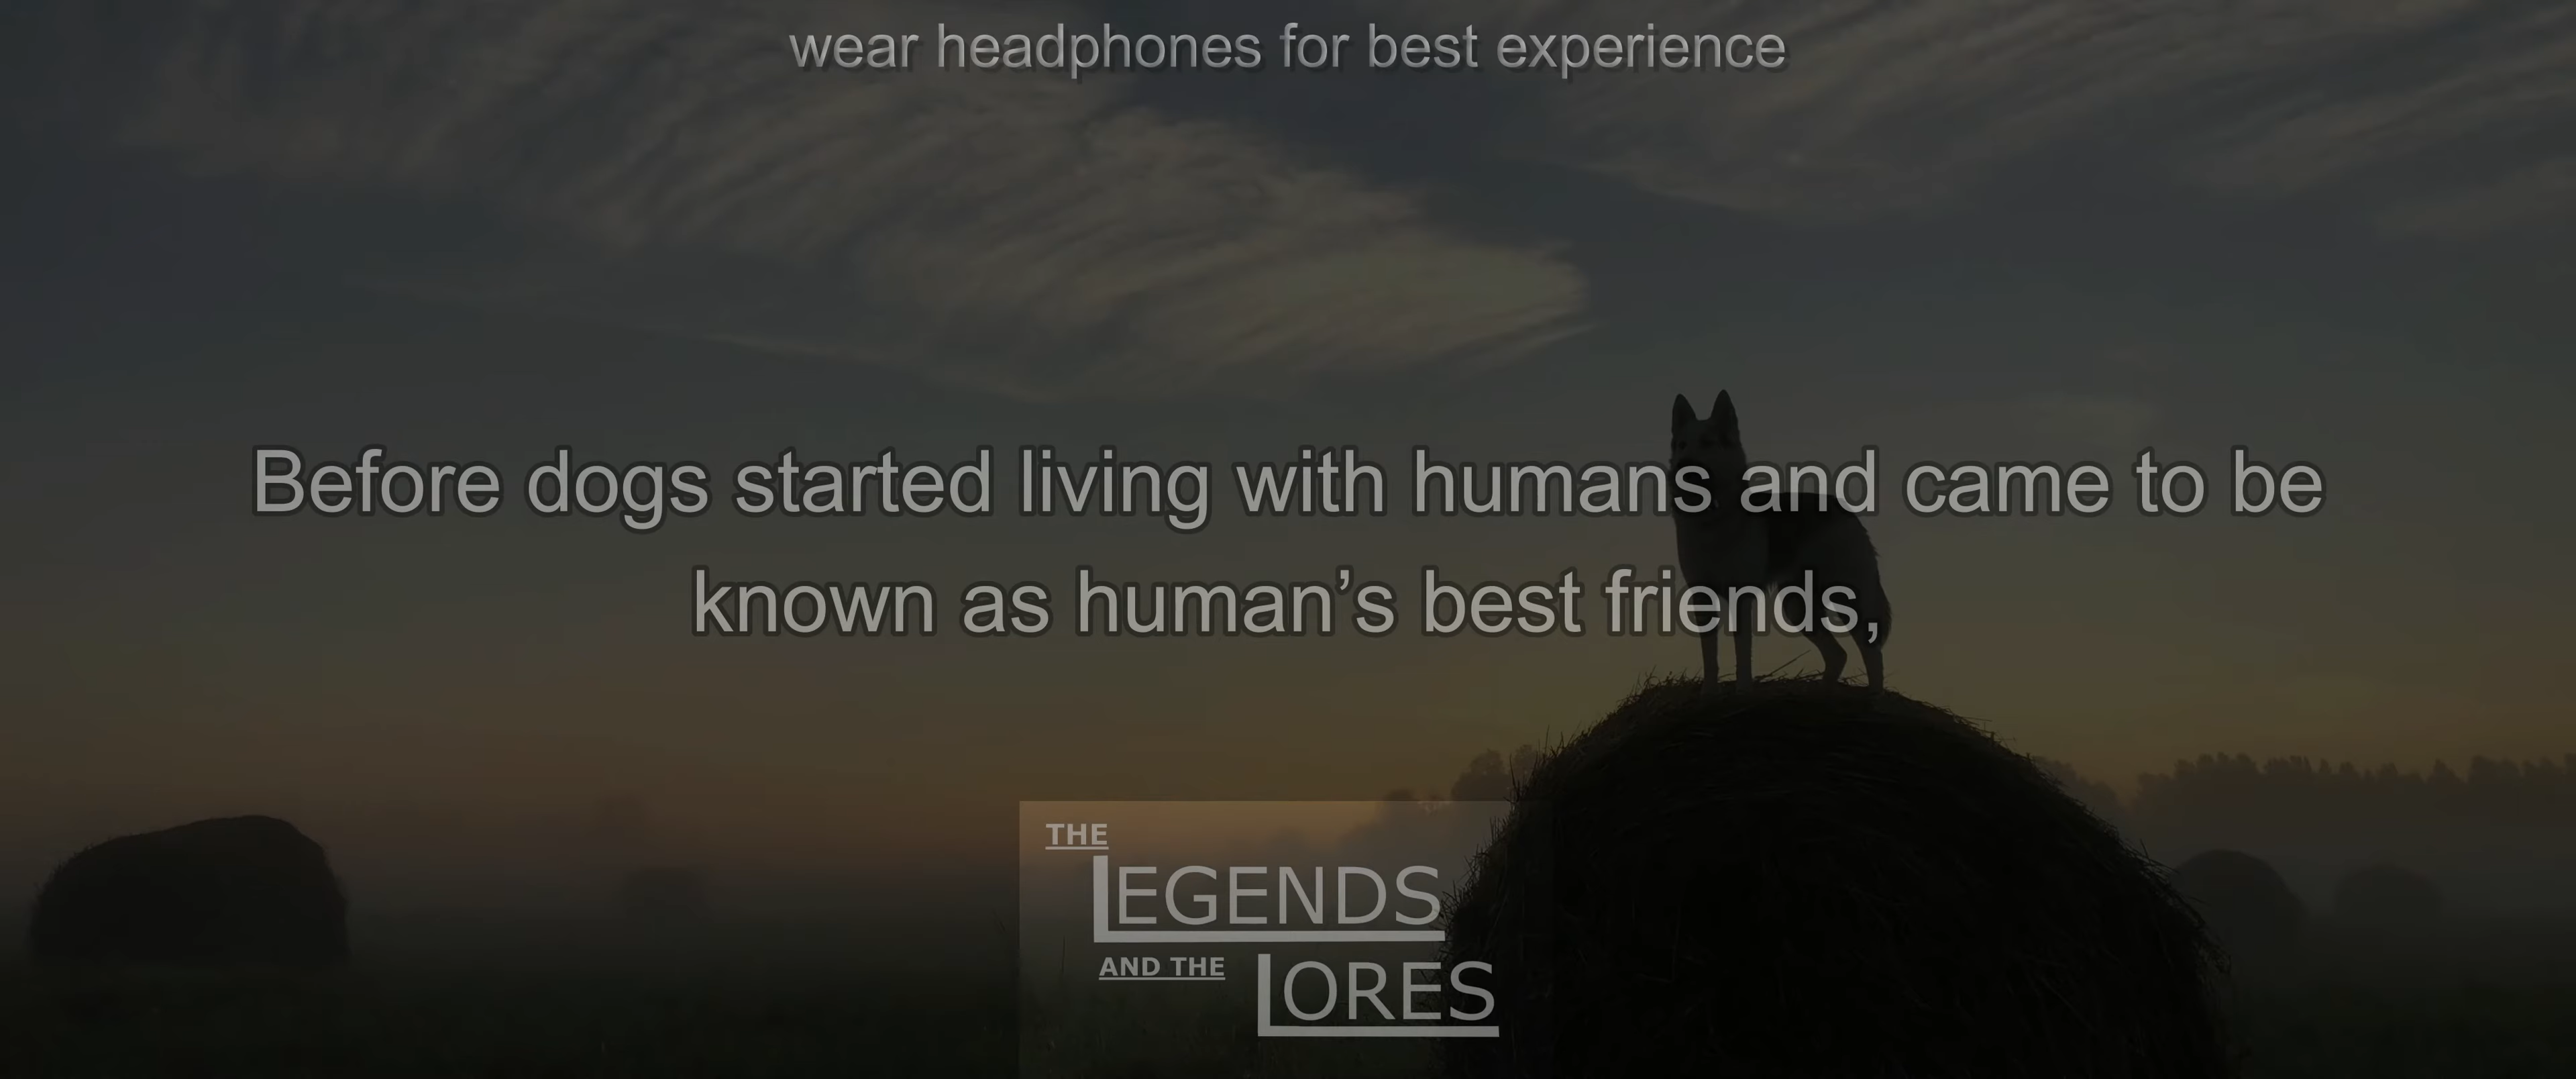 wear headphones for best experience
Before dogs started living with humans and came to be
known as human’s best friends,
THE
LEGENDS
AND THE
LORES